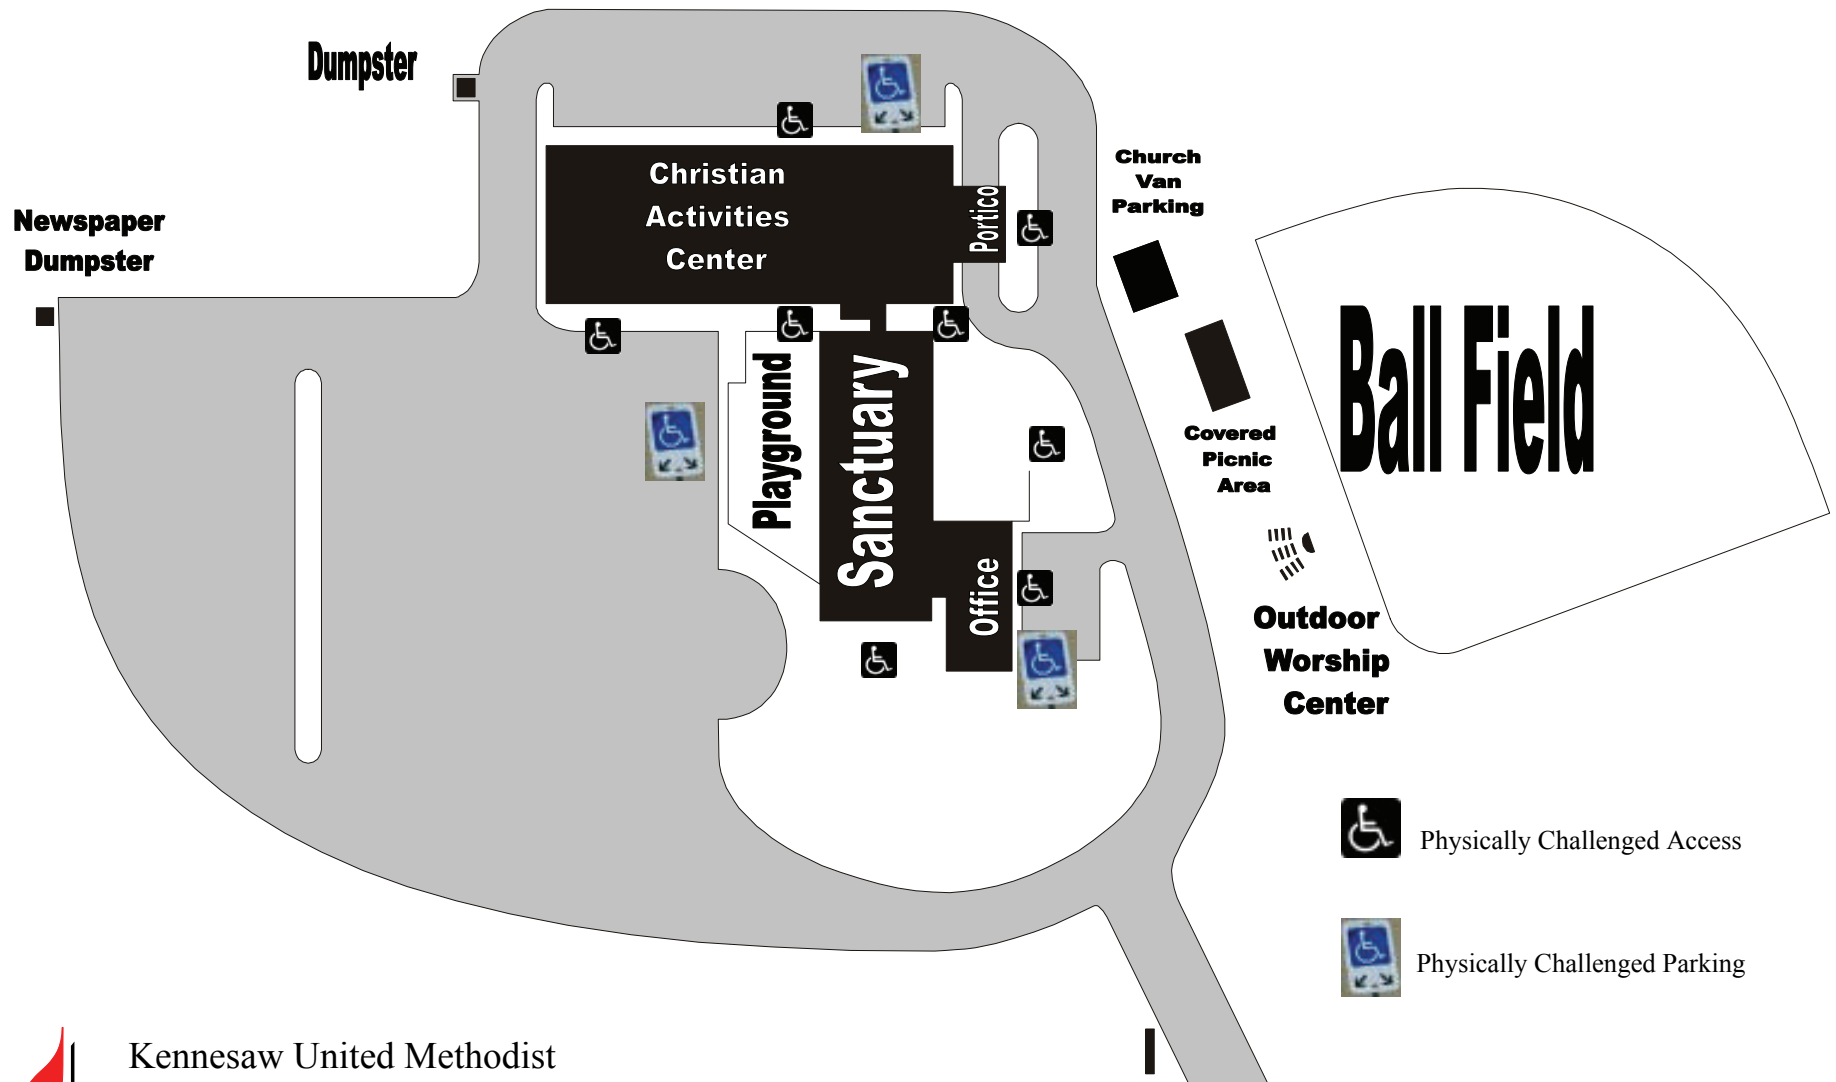 Dumpster
Newspaper
Dumpster
Christian
Activities
Center
Portico
Church
Van
Parking
Playground
Sanctuary
Office
Covered
Picnic
Area
Ball Field
Outdoor
Worship
Center
Physically Challenged Access
Physically Challenged Parking
Kennesaw United Methodist